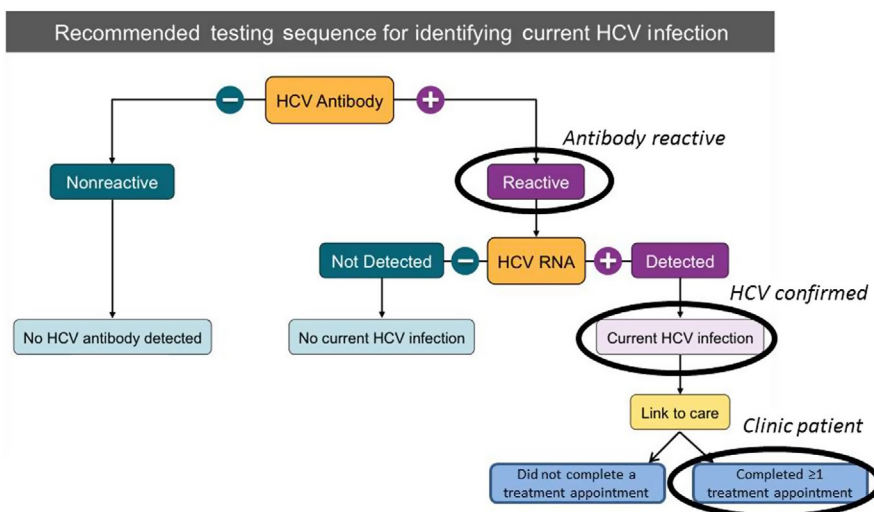 Recommended testing sequence for identifying current HCV infection
− HCV Antibody +
Antibody reactive
Nonreactive
Reactive
Not Detected − HCV RNA + Detected
HCV confirmed
No HCV antibody detected
No current HCV infection
Current HCV infection
Link to care
Clinic patient
Did not complete a
treatment appointment
Completed ≥1
treatment appointment